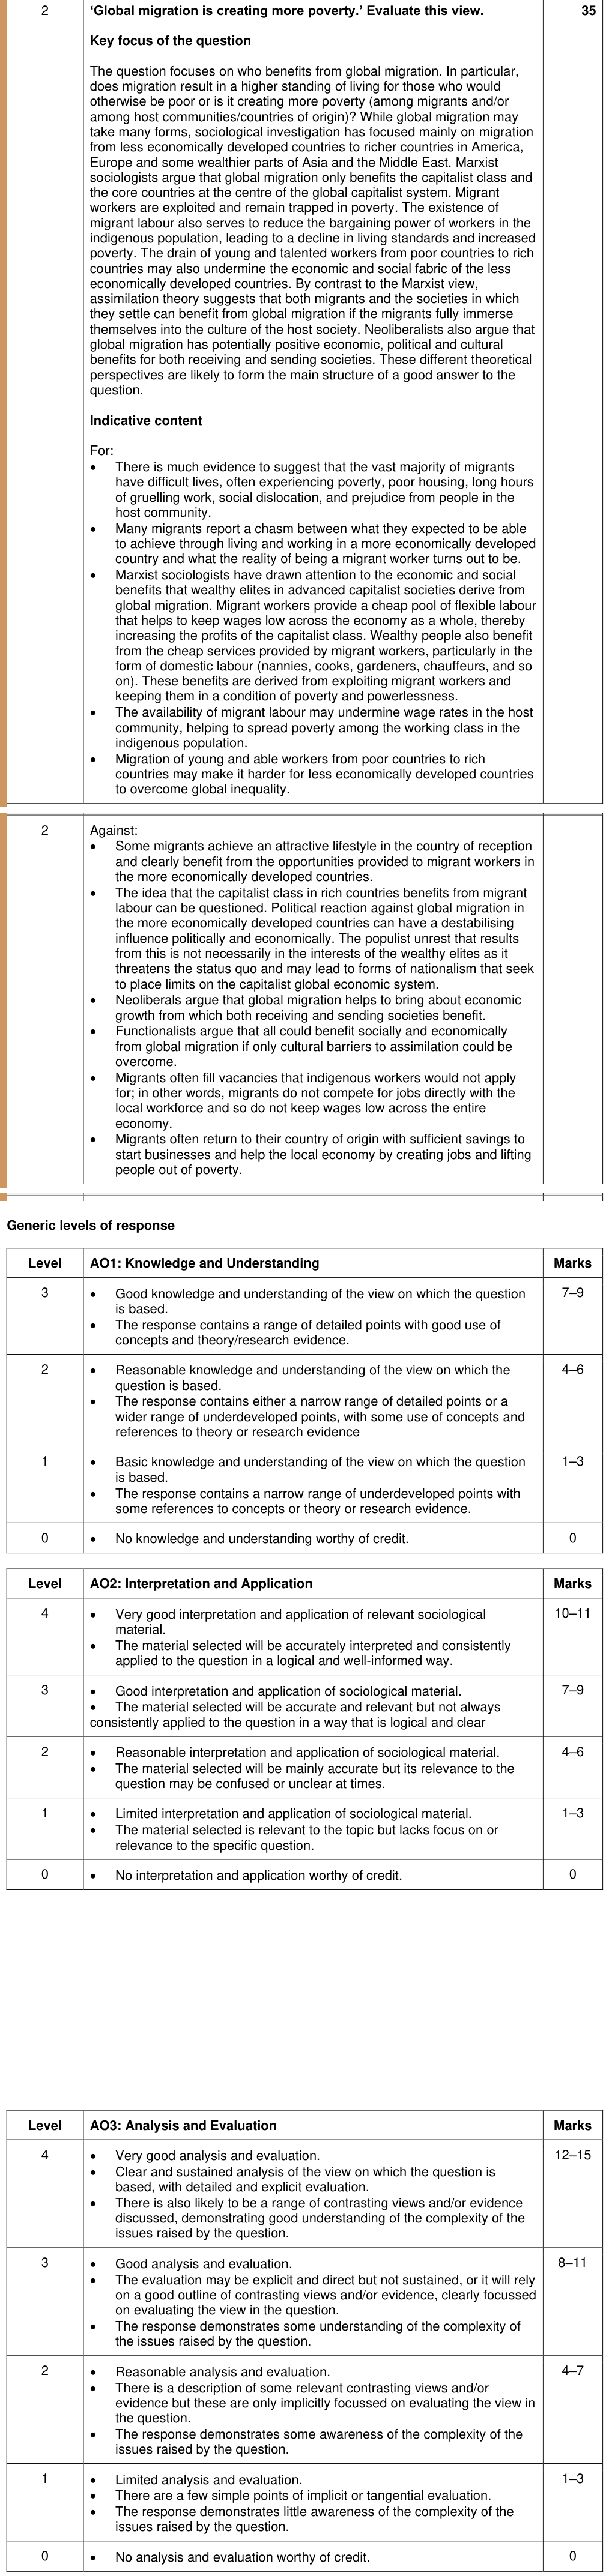 2
‘Global migration is creating more poverty.’ Evaluate this view.
35
Key focus of the question
The question focuses on who benefits from global migration. In particular,
does migration result in a higher standing of living for those who would
otherwise be poor or is it creating more poverty (among migrants and/or
among host communities/countries of origin)? While global migration may
take many forms, sociological investigation has focused mainly on migration
from less economically developed countries to richer countries in America,
Europe and some wealthier parts of Asia and the Middle East. Marxist
sociologists argue that global migration only benefits the capitalist class and
the core countries at the centre of the global capitalist system. Migrant
workers are exploited and remain trapped in poverty. The existence of
migrant labour also serves to reduce the bargaining power of workers in the
indigenous population, leading to a decline in living standards and increased
poverty. The drain of young and talented workers from poor countries to rich
countries may also undermine the economic and social fabric of the less
economically developed countries. By contrast to the Marxist view,
assimilation theory suggests that both migrants and the societies in which
they settle can benefit from global migration if the migrants fully immerse
themselves into the culture of the host society. Neoliberalists also argue that
global migration has potentially positive economic, political and cultural
benefits for both receiving and sending societies. These different theoretical
perspectives are likely to form the main structure of a good answer to the
question.
Indicative content
For:
• There is much evidence to suggest that the vast majority of migrants
have difficult lives, often experiencing poverty, poor housing, long hours
of gruelling work, social dislocation, and prejudice from people in the
host community.
• Many migrants report a chasm between what they expected to be able
to achieve through living and working in a more economically developed
country and what the reality of being a migrant worker turns out to be.
• Marxist sociologists have drawn attention to the economic and social
benefits that wealthy elites in advanced capitalist societies derive from
global migration. Migrant workers provide a cheap pool of flexible labour
that helps to keep wages low across the economy as a whole, thereby
increasing the profits of the capitalist class. Wealthy people also benefit
from the cheap services provided by migrant workers, particularly in the
form of domestic labour (nannies, cooks, gardeners, chauffeurs, and so
on). These benefits are derived from exploiting migrant workers and
keeping them in a condition of poverty and powerlessness.
• The availability of migrant labour may undermine wage rates in the host
community, helping to spread poverty among the working class in the
indigenous population.
• Migration of young and able workers from poor countries to rich
countries may make it harder for less economically developed countries
to overcome global inequality.
2
Against:
• Some migrants achieve an attractive lifestyle in the country of reception
and clearly benefit from the opportunities provided to migrant workers in
the more economically developed countries.
• The idea that the capitalist class in rich countries benefits from migrant
labour can be questioned. Political reaction against global migration in
the more economically developed countries can have a destabilising
influence politically and economically. The populist unrest that results
from this is not necessarily in the interests of the wealthy elites as it
threatens the status quo and may lead to forms of nationalism that seek
to place limits on the capitalist global economic system.
• Neoliberals argue that global migration helps to bring about economic
growth from which both receiving and sending societies benefit.
• Functionalists argue that all could benefit socially and economically
from global migration if only cultural barriers to assimilation could be
overcome.
• Migrants often fill vacancies that indigenous workers would not apply
for; in other words, migrants do not compete for jobs directly with the
local workforce and so do not keep wages low across the entire
economy.
• Migrants often return to their country of origin with sufficient savings to
start businesses and help the local economy by creating jobs and lifting
people out of poverty.
Generic levels of response
Level
AO1: Knowledge and Understanding
Marks
3
• Good knowledge and understanding of the view on which the question
is based.
• The response contains a range of detailed points with good use of
concepts and theory/research evidence.
7–9
2
• Reasonable knowledge and understanding of the view on which the
question is based.
• The response contains either a narrow range of detailed points or a
wider range of underdeveloped points, with some use of concepts and
references to theory or research evidence
4–6
1
• Basic knowledge and understanding of the view on which the question
is based.
• The response contains a narrow range of underdeveloped points with
some references to concepts or theory or research evidence.
1–3
0
• No knowledge and understanding worthy of credit.
0
Level
AO2: Interpretation and Application
Marks
4
• Very good interpretation and application of relevant sociological
material.
• The material selected will be accurately interpreted and consistently
applied to the question in a logical and well-informed way.
10–11
3
• Good interpretation and application of sociological material.
• The material selected will be accurate and relevant but not always
consistently applied to the question in a way that is logical and clear
7–9
2
• Reasonable interpretation and application of sociological material.
• The material selected will be mainly accurate but its relevance to the
question may be confused or unclear at times.
4–6
1
• Limited interpretation and application of sociological material.
• The material selected is relevant to the topic but lacks focus on or
relevance to the specific question.
1–3
0
• No interpretation and application worthy of credit.
0
Level
AO3: Analysis and Evaluation
Marks
4
• Very good analysis and evaluation.
• Clear and sustained analysis of the view on which the question is
based, with detailed and explicit evaluation.
• There is also likely to be a range of contrasting views and/or evidence
discussed, demonstrating good understanding of the complexity of the
issues raised by the question.
12–15
3
• Good analysis and evaluation.
• The evaluation may be explicit and direct but not sustained, or it will rely
on a good outline of contrasting views and/or evidence, clearly focussed
on evaluating the view in the question.
• The response demonstrates some understanding of the complexity of
the issues raised by the question.
8–11
2
• Reasonable analysis and evaluation.
• There is a description of some relevant contrasting views and/or
evidence but these are only implicitly focussed on evaluating the view in
the question.
• The response demonstrates some awareness of the complexity of the
issues raised by the question.
4–7
1
• Limited analysis and evaluation.
• There are a few simple points of implicit or tangential evaluation.
• The response demonstrates little awareness of the complexity of the
issues raised by the question.
1–3
0
• No analysis and evaluation worthy of credit.
0